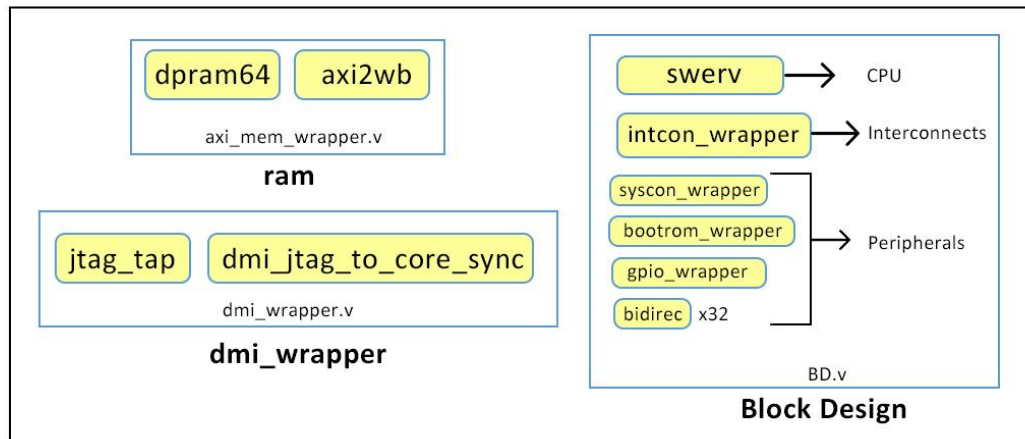 dpram64
axi2wb
axi_mem_wrapper.v
ram
jtag_tap
dmi_jtag_to_core_sync
dmi_wrapper.v
dmi_wrapper
swerv
CPU
intcon_wrapper
Interconnects
syscon_wrapper
bootrom_wrapper
gpio_wrapper
bidirec x32
Peripherals
BD.v
Block Design